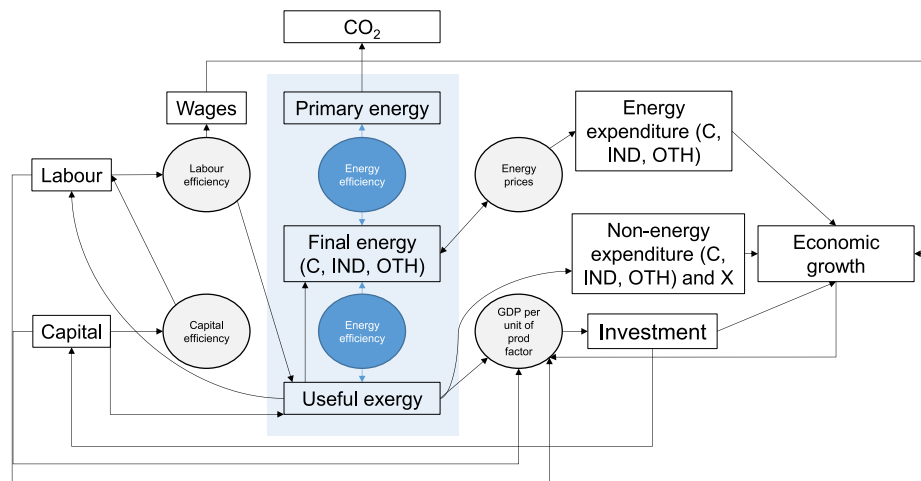 CO₂
Wages
Primary energy
Energy
expenditure (C,
IND, OTH)
Labour
Labour
efficiency
Energy
efficiency
Energy
prices
Final energy
(C, IND, OTH)
Non-energy
expenditure (C,
IND, OTH) and X
Economic
growth
Capital
Capital
efficiency
Energy
efficiency
GDP per
unit of
prod
factor
Investment
Useful exergy